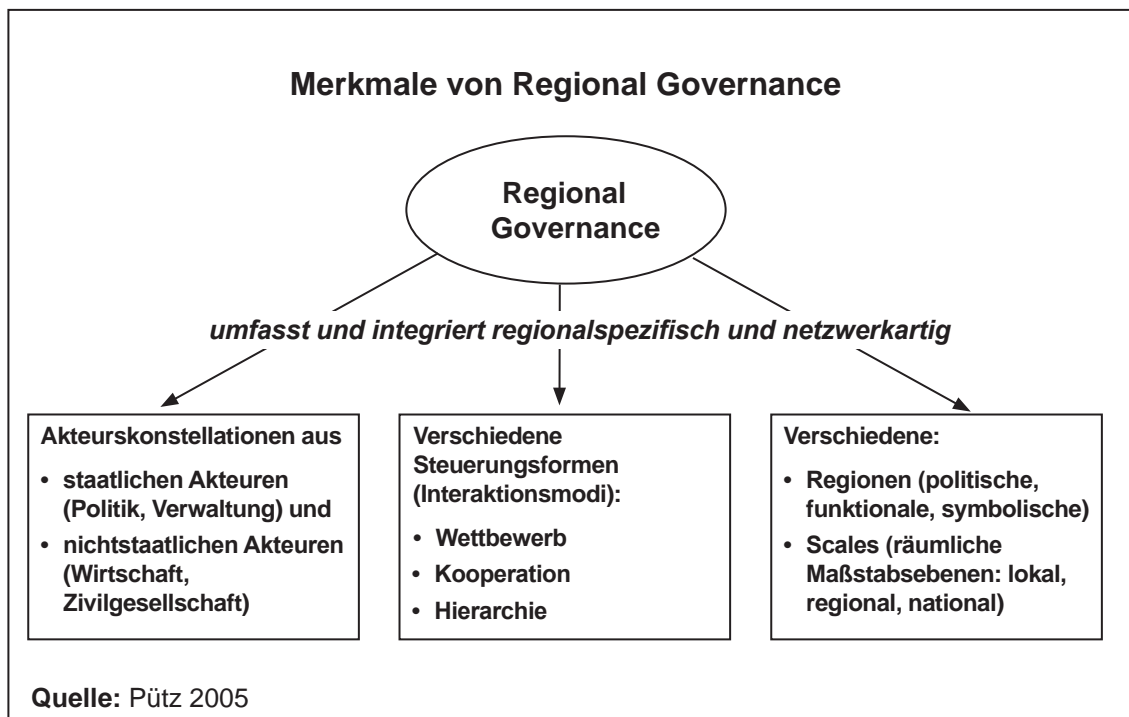 Merkmale von Regional Governance
Regional
Governance
umfasst und integriert regionalspezifisch und netzwerkartig
Akteurskonstellationen aus
• staatlichen Akteuren
(Politik, Verwaltung) und
• nichtstaatlichen Akteuren
(Wirtschaft,
Zivilgesellschaft)
Verschiedene
Steuerungsformen
(Interaktionsmodi):
• Wettbewerb
• Kooperation
• Hierarchie
Verschiedene:
• Regionen (politische,
funktionale, symbolische)
• Scales (räumliche
Maßstabsebenen: lokal,
regional, national)
Quelle: Pütz 2005